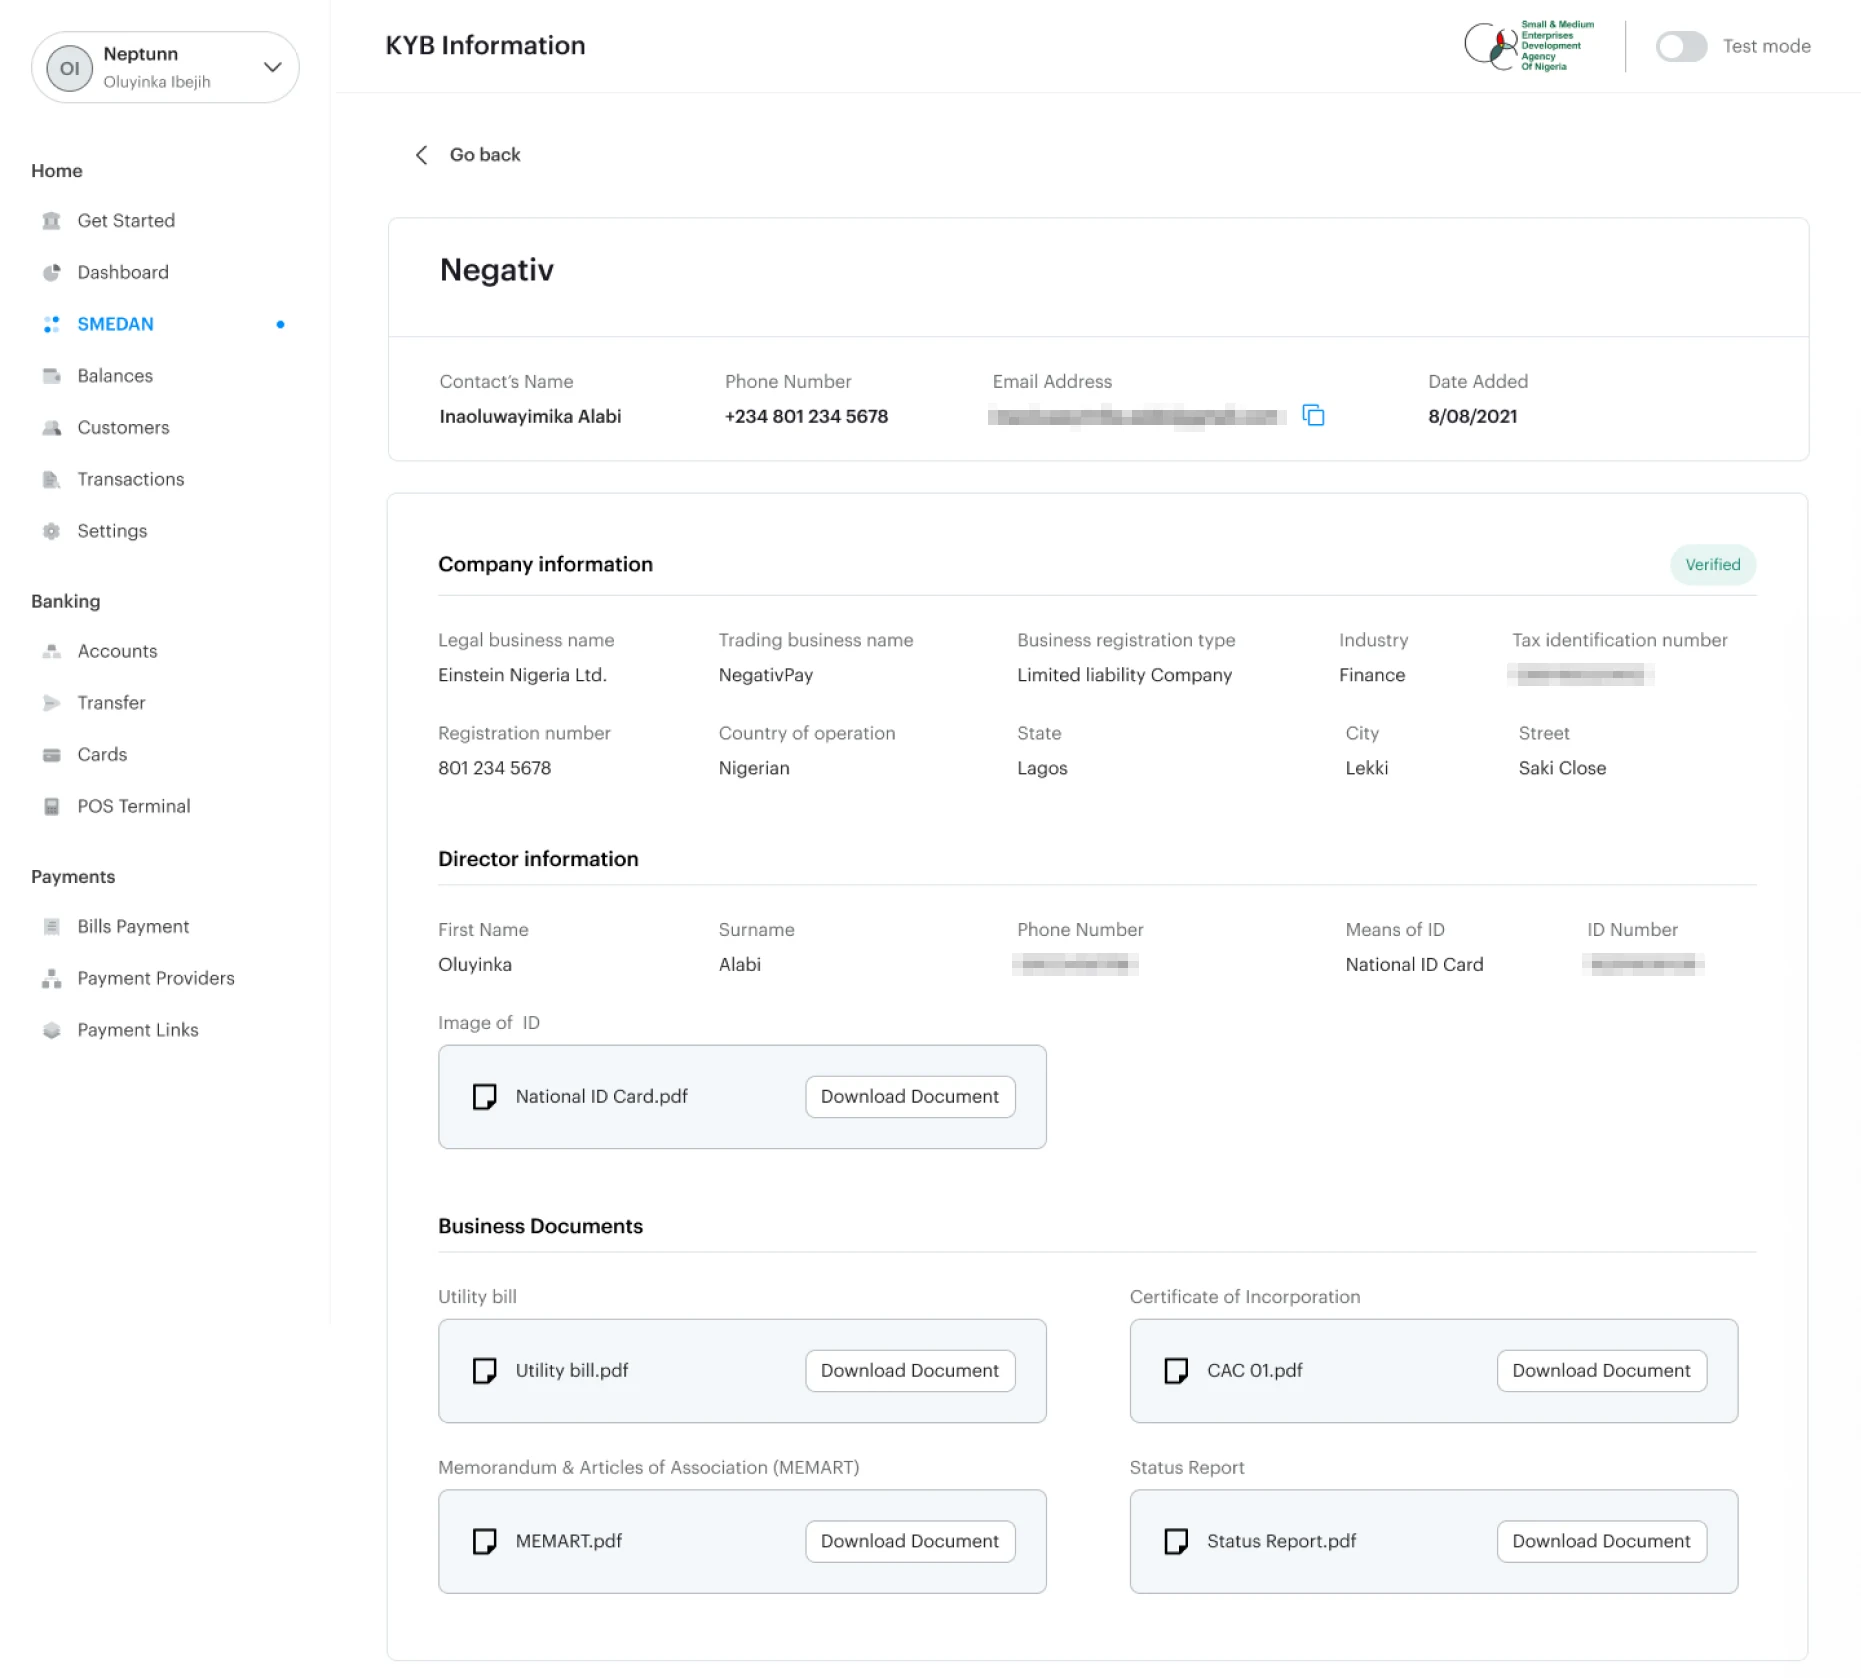 OI
Neptunn
Oluyinka Ibejih
KYB Information
Small & Medium
Enterprises
Development
Agency
Of Nigeria
Test mode
Home
Get Started
Dashboard
SMEDAN
Balances
Customers
Transactions
Settings
Banking
Accounts
Transfer
Cards
POS Terminal
Payments
Bills Payment
Payment Providers
Payment Links
Go back
Negativ
Contact’s Name Phone Number Email Address Date Added
Inaoluwayimika Alabi +234 801 234 5678 8/08/2021
Company information Verified
Legal business name Trading business name Business registration type Industry Tax identification number
Einstein Nigeria Ltd. NegativPay Limited liability Company Finance
Registration number Country of operation State City Street
801 234 5678 Nigerian Lagos Lekki Saki Close
Director information
First Name Surname Phone Number Means of ID ID Number
Oluyinka Alabi National ID Card
Image of ID
National ID Card.pdf Download Document
Business Documents
Utility bill Certificate of Incorporation
Utility bill.pdf Download Document CAC 01.pdf Download Document
Memorandum & Articles of Association (MEMART) Status Report
MEMART.pdf Download Document Status Report.pdf Download Document